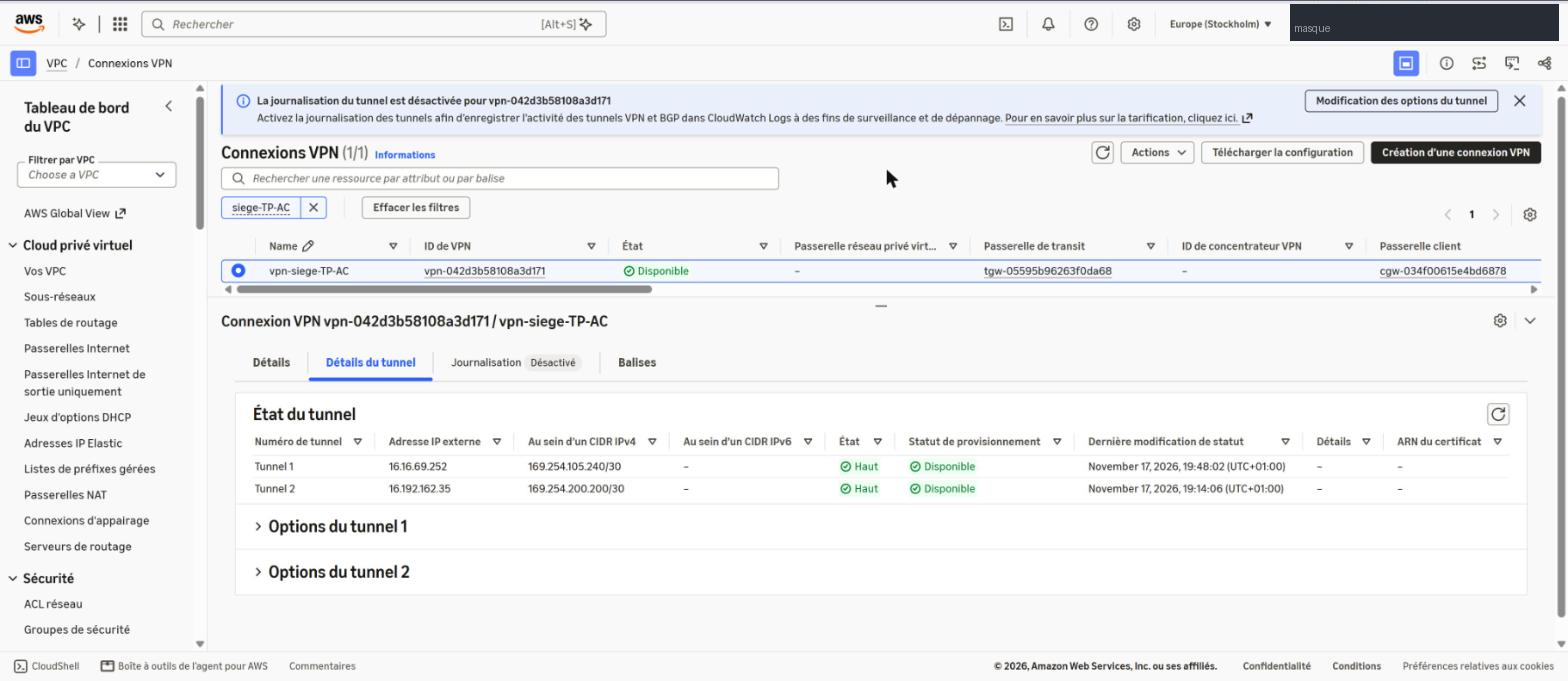 aws
Rechercher [Alt+S]
Europe (Stockholm)
masque
VPC / Connexions VPN
Tableau de bord du VPC
Filtrer par VPC
Choose a VPC
AWS Global View
Cloud privé virtuel
Vos VPC
Sous-réseaux
Tables de routage
Passerelles Internet
Passerelles Internet de
sortie uniquement
Jeux d'options DHCP
Adresses IP Elastic
Listes de préfixes gérées
Passerelles NAT
Connexions d'appairage
Serveurs de routage
Sécurité
ACL réseau
Groupes de sécurité
La journalisation du tunnel est désactivée pour vpn-042d3b58108a3d171
Activez la journalisation des tunnels afin d'enregistrer l'activité des tunnels VPN et BGP dans CloudWatch Logs à des fins de surveillance et de dépannage. Pour en savoir plus sur la tarification, cliquez ici.
Modification des options du tunnel
Connexions VPN (1/1) Informations
Actions Télécharger la configuration Création d'une connexion VPN
Rechercher une ressource par attribut ou par balise
siege-TP-AC Effacer les filtres
1
Name ID de VPN État Passerelle réseau privé virt... Passerelle de transit ID de concentrateur VPN Passerelle client
vpn-siege-TP-AC vpn-042d3b58108a3d171 Disponible – tgw-05595b96263f0da68 – cgw-034f00615e4bd6878
Connexion VPN vpn-042d3b58108a3d171 / vpn-siege-TP-AC
Détails Détails du tunnel Journalisation Désactivé Balises
État du tunnel
Numéro de tunnel Adresse IP externe Au sein d'un CIDR IPv4 Au sein d'un CIDR IPv6 État Statut de provisionnement Dernière modification de statut Détails ARN du certificat
Tunnel 1 16.16.69.252 169.254.105.240/30 – Haut Disponible November 17, 2026, 19:48:02 (UTC+01:00) – –
Tunnel 2 16.192.162.35 169.254.200.200/30 – Haut Disponible November 17, 2026, 19:14:06 (UTC+01:00) – –
Options du tunnel 1
Options du tunnel 2
CloudShell Boîte à outils de l'agent pour AWS Commentaires © 2026, Amazon Web Services, Inc. ou ses affiliés. Confidentialité Conditions Préférences relatives aux cookies